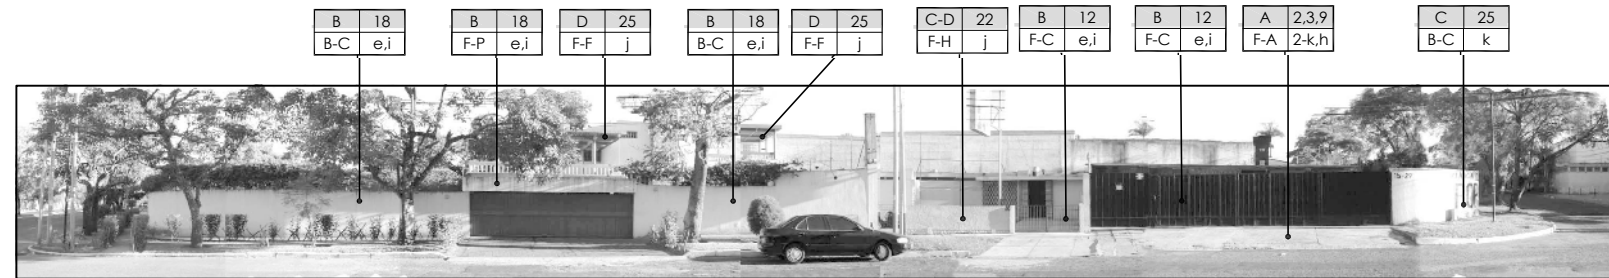 B 18 B 18 D 25 B 18 D 25 C-D 22 B 12 B 12 A 2,3,9 C 25
B-C e,i F-P e,i F-F j B-C e,i F-F j F-H j F-C e,i F-C e,i F-A 2-k,h B-C k